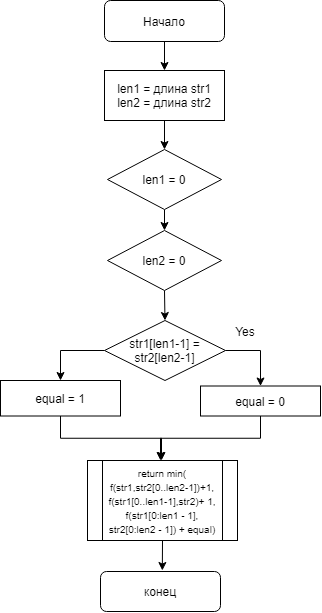 Начало
len1 = длина str1
len2 = длина str2
len1 = 0
len2 = 0
str1[len1-1] =
str2[len2-1]
Yes
equal = 1
equal = 0
return min(
f(str1,str2[0..len2-1])+1,
f(str1[0..len1-1],str2)+ 1,
f(str1[0:len1 - 1],
str2[0:len2 - 1]) + equal)
конец